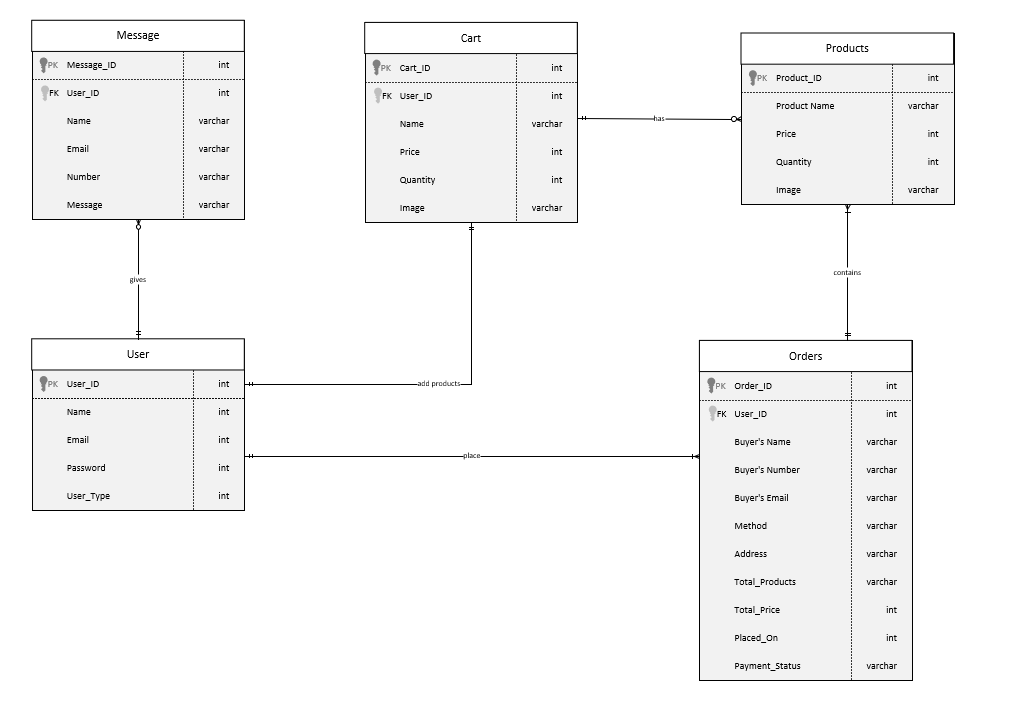 Message
PK Message_ID int
FK User_ID int
Name varchar
Email varchar
Number varchar
Message varchar
Cart
PK Cart_ID int
FK User_ID int
Name varchar
Price int
Quantity int
Image varchar
has
Products
PK Product_ID int
Product Name varchar
Price int
Quantity int
Image varchar
gives
contains
User
PK User_ID int
Name int
Email int
Password int
User_Type int
add products
place
Orders
PK Order_ID int
FK User_ID int
Buyer's Name varchar
Buyer's Number varchar
Buyer's Email varchar
Method varchar
Address varchar
Total_Products varchar
Total_Price int
Placed_On int
Payment_Status varchar